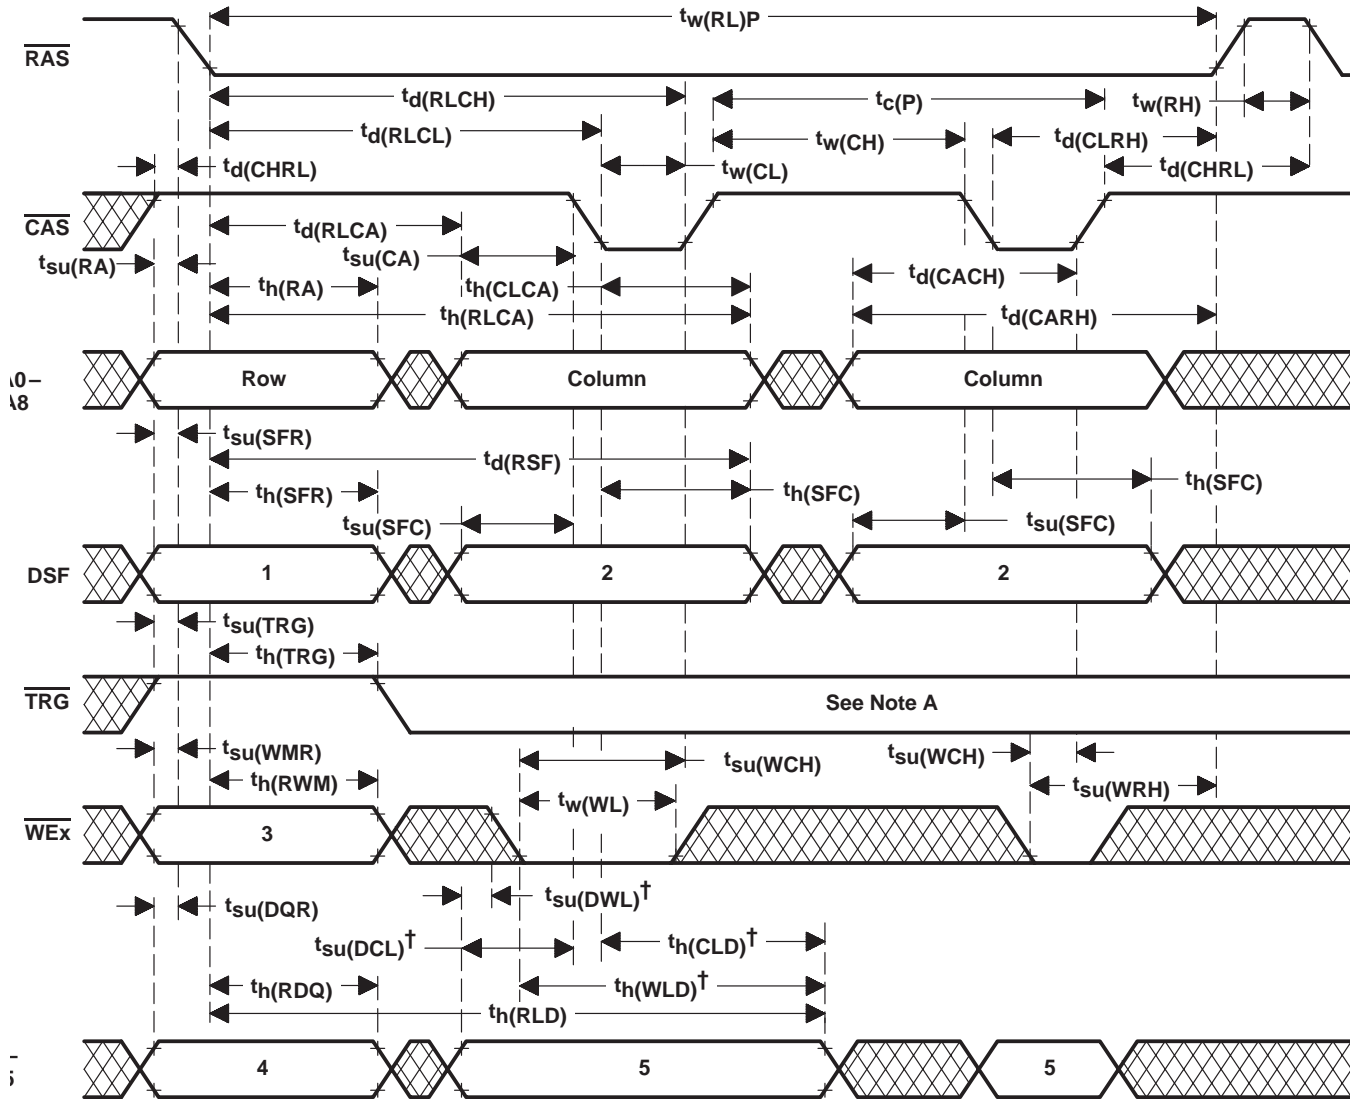 tw(RL)P
RAS
td(RLCH)
tc(P)
tw(RH)
td(RLCL)
tw(CH)
td(CLRH)
td(CHRL)
tw(CL)
td(CHRL)
CAS
td(RLCA)
tsu(RA)
tsu(CA)
td(CACH)
th(RA)
th(CLCA)
th(RLCA)
td(CARH)
A0–
A8
Row
Column
Column
tsu(SFR)
td(RSF)
th(SFR)
th(SFC)
th(SFC)
tsu(SFC)
tsu(SFC)
DSF
1
2
2
tsu(TRG)
th(TRG)
TRG
See Note A
tsu(WMR)
tsu(WCH)
tsu(WCH)
th(RWM)
tw(WL)
tsu(WRH)
WEx
3
tsu(DQR)
tsu(DWL)†
tsu(DCL)†
th(CLD)†
th(RDQ)
th(WLD)†
th(RLD)
4
5
5